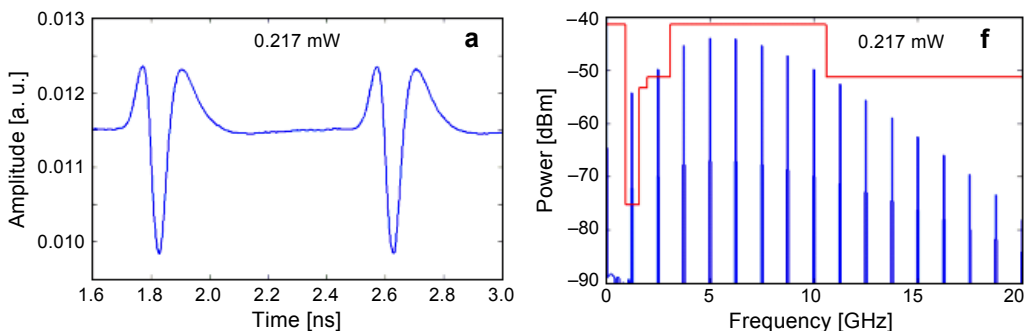 0.217 mW
a
0.013
0.012
0.011
0.010
1.6 1.8 2.0 2.2 2.4 2.6 2.8 3.0
Amplitude [a. u.]
Time [ns]
0.217 mW
f
−40
−50
−60
−70
−80
−90
0 5 10 15 20
Power [dBm]
Frequency [GHz]